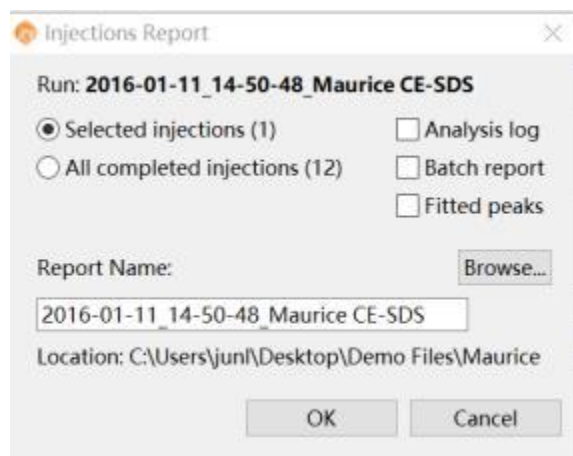 Injections Report
Run: 2016-01-11_14-50-48_Maurice CE-SDS
Selected injections (1)
Analysis log
All completed injections (12)
Batch report
Fitted peaks
Report Name:
Browse...
2016-01-11_14-50-48_Maurice CE-SDS
Location: C:\Users\junl\Desktop\Demo Files\Maurice
OK
Cancel